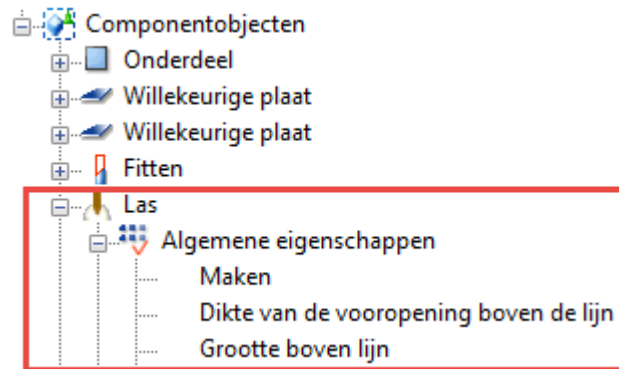 Componentobjecten
Onderdeel
Willekeurige plaat
Willekeurige plaat
Fitten
Las
Algemene eigenschappen
Maken
Dikte van de vooropening boven de lijn
Grootte boven lijn